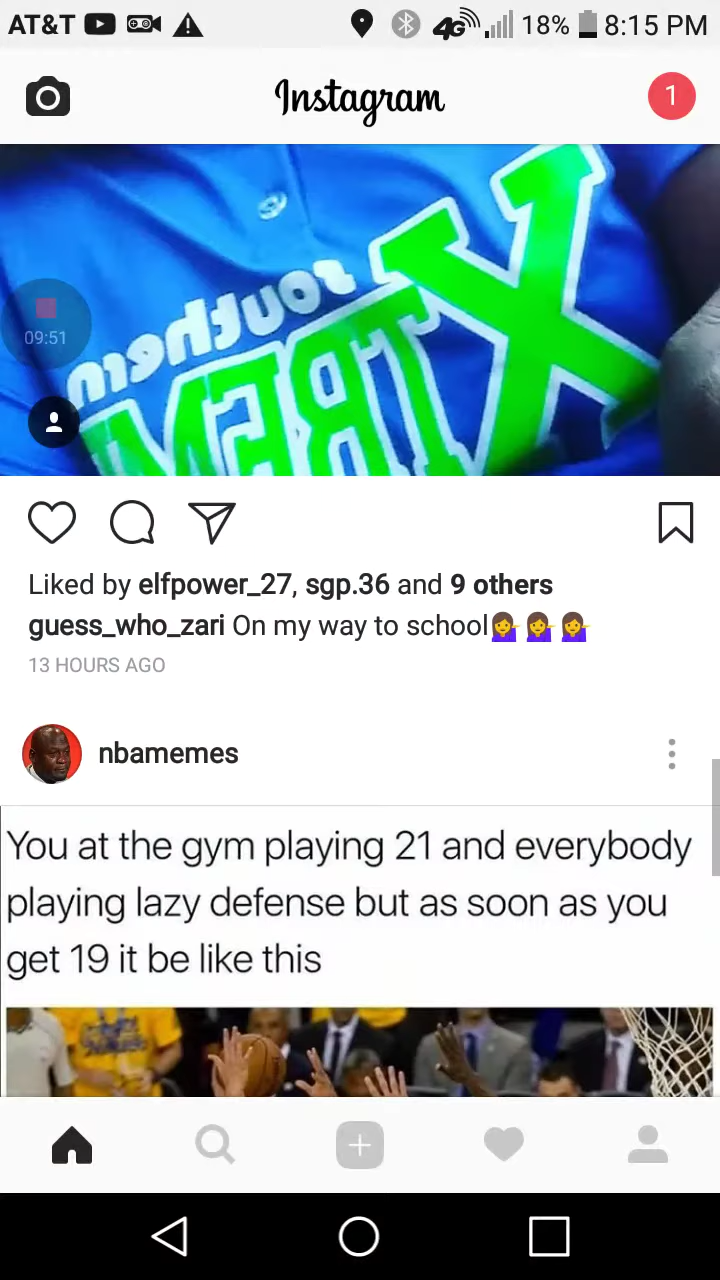 AT&T 4G 18% 8:15 PM
Instagram 1
southern
XTREM
09:51
Liked by elfpower_27, sgp.36 and 9 others
guess_who_zari On my way to school💁‍♀️💁‍♀️💁‍♀️
13 HOURS AGO
nbamemes
You at the gym playing 21 and everybody
playing lazy defense but as soon as you
get 19 it be like this